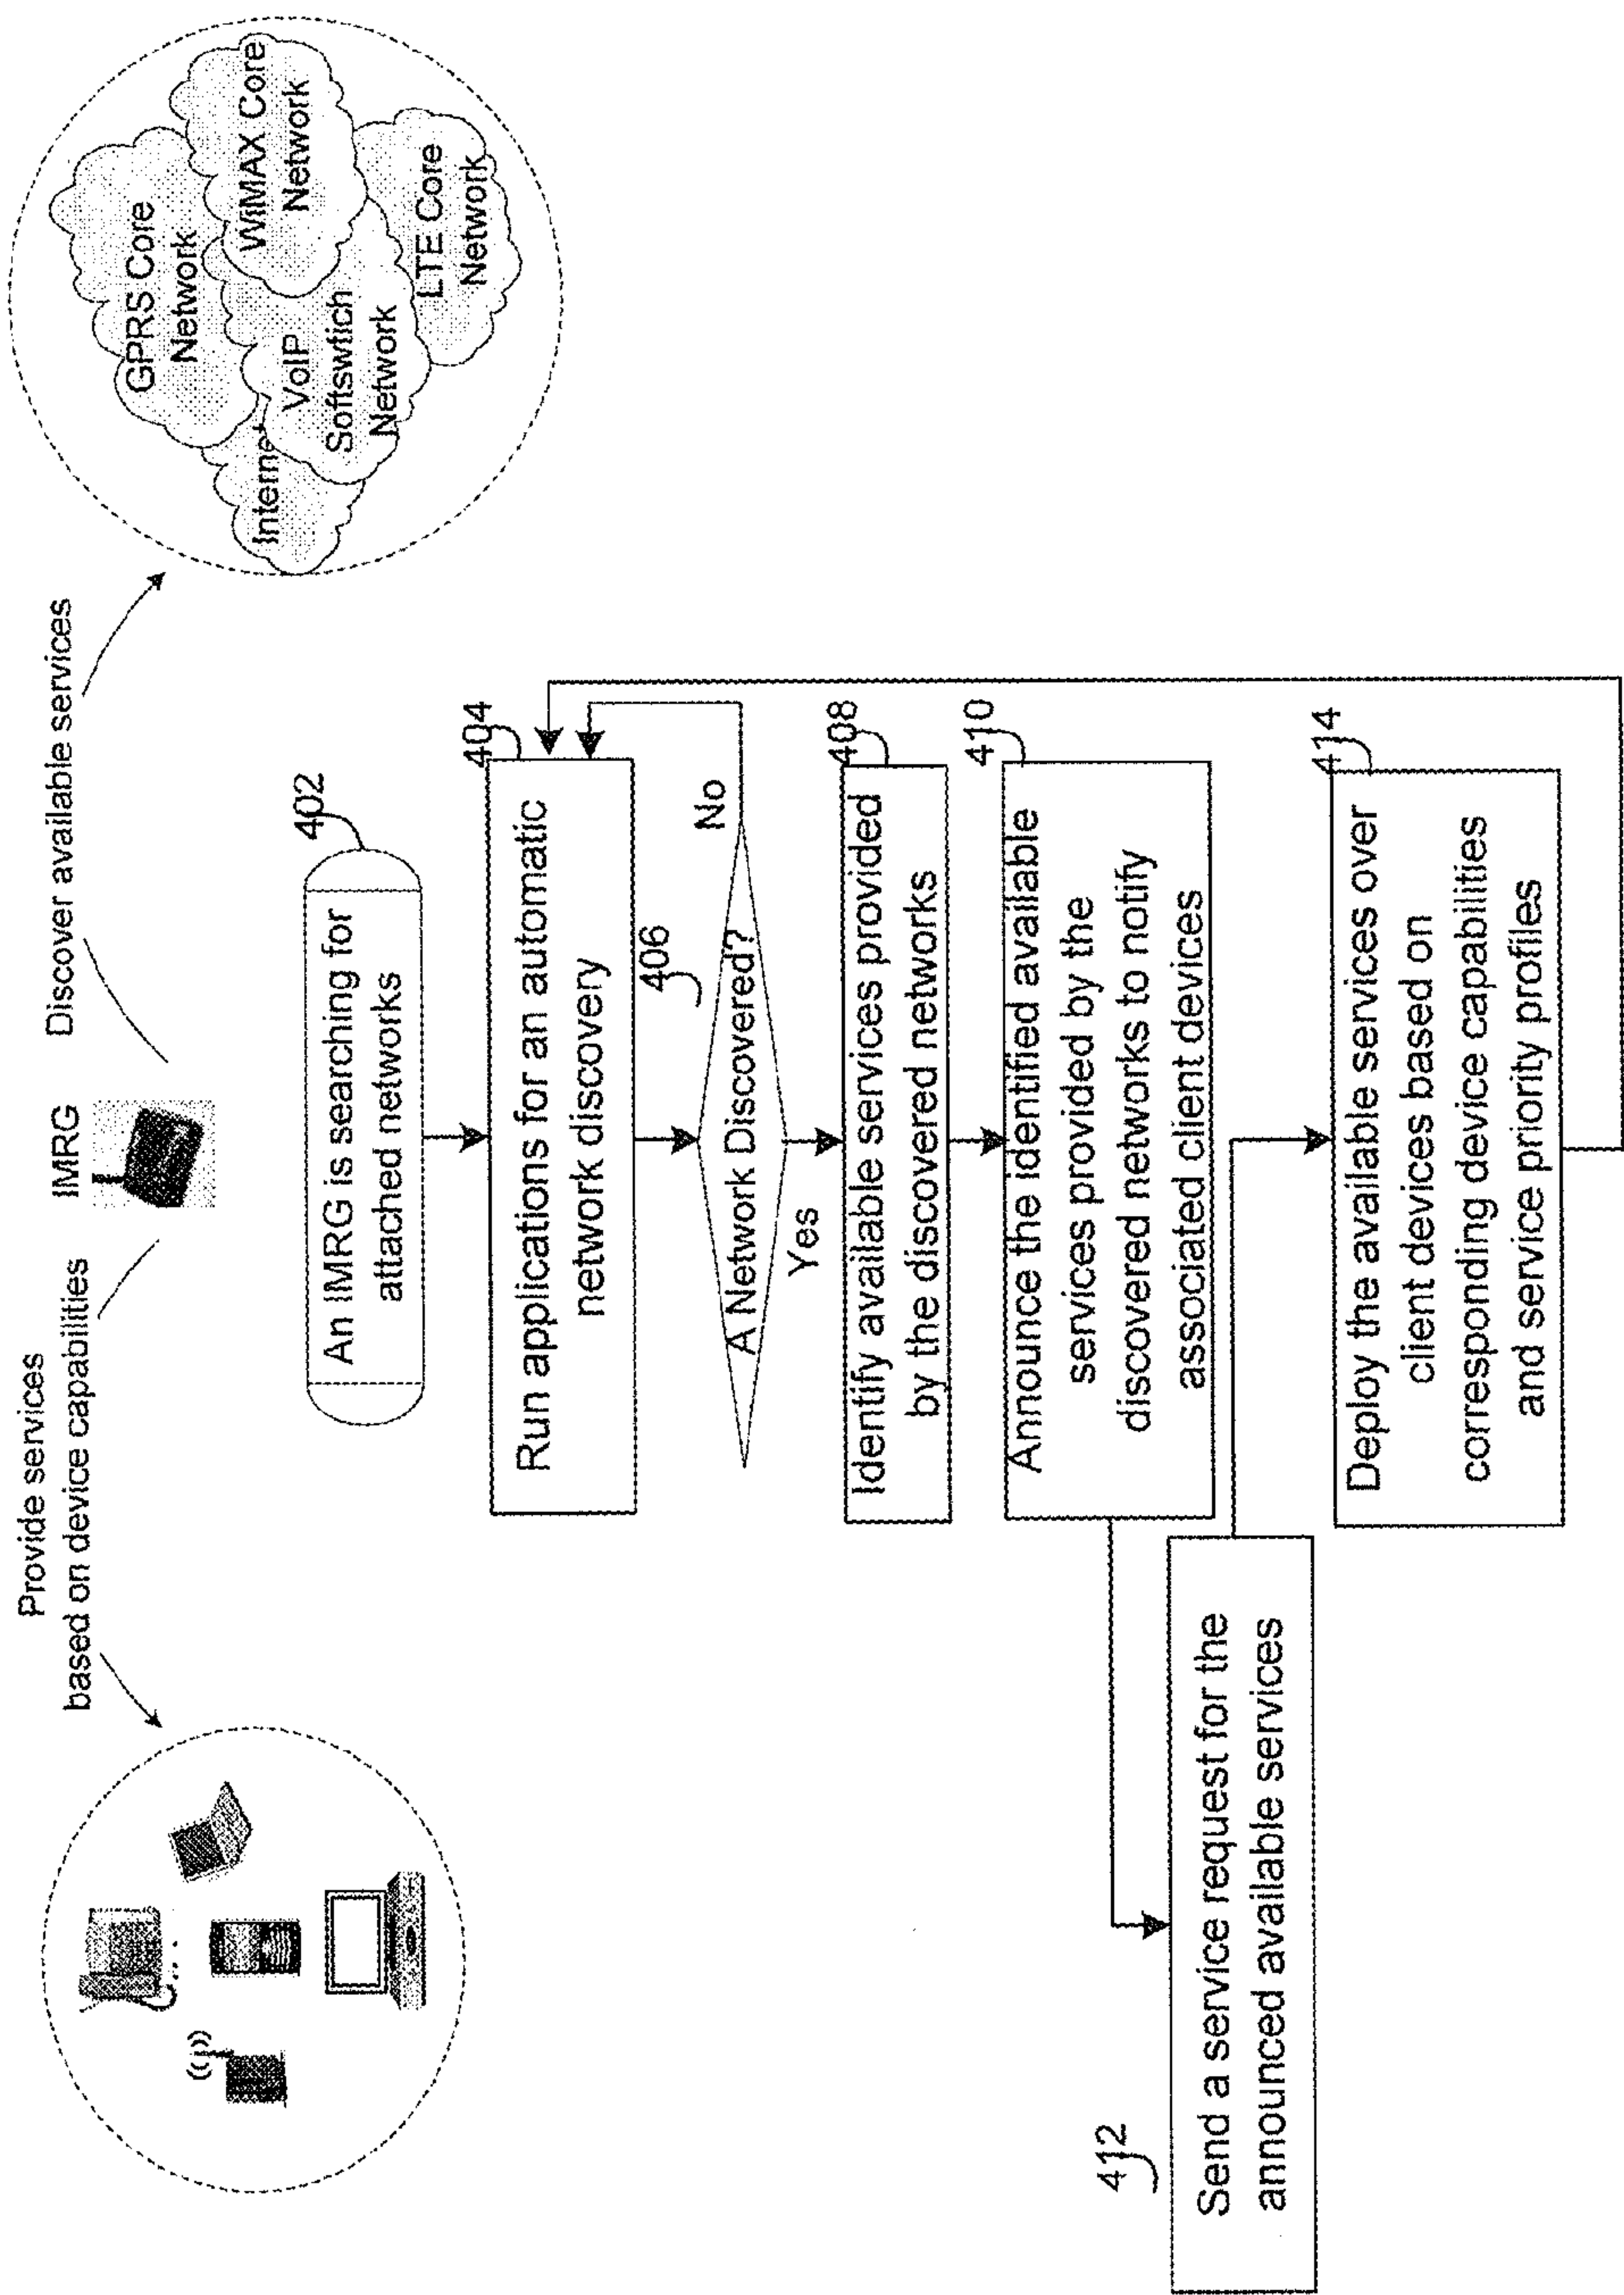 Provide services
based on device capabilities
IMRG
Discover available services
GPRS Core
Network
WiMAX Core
Network
Internet
VoIP
Softswtich
Network
LTE Core
Network
402
An IMRG is searching for
attached networks
404
Run applications for an automatic
network discovery
406
A Network Discovered?
No
Yes
408
Identify available services provided
by the discovered networks
410
Announce the identified available
services provided by the
discovered networks to notify
associated client devices
412
Send a service request for the
announced available services
414
Deploy the available services over
client devices based on
corresponding device capabilities
and service priority profiles